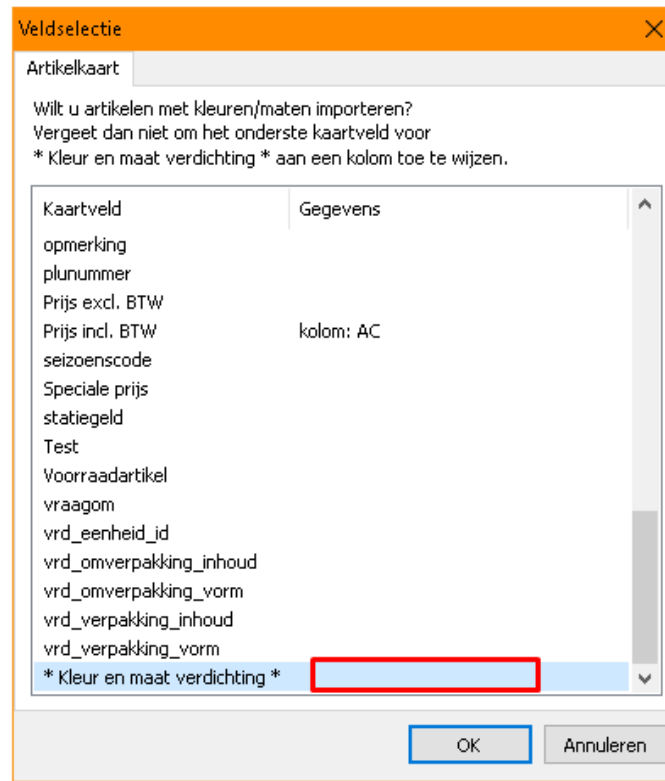 Veldselectie
Artikelkaart
Wilt u artikelen met kleuren/maten importeren?
Vergeet dan niet om het onderste kaartveld voor
* Kleur en maat verdichting * aan een kolom toe te wijzen.
Kaartveld Gegevens
opmerking
plunummer
Prijs excl. BTW
Prijs incl. BTW kolom: AC
seizoenscode
Speciale prijs
statiegeld
Test
Voorraadartikel
vraagom
vrd_eenheid_id
vrd_omverpakking_inhoud
vrd_omverpakking_vorm
vrd_verpakking_inhoud
vrd_verpakking_vorm
* Kleur en maat verdichting *
OK Annuleren